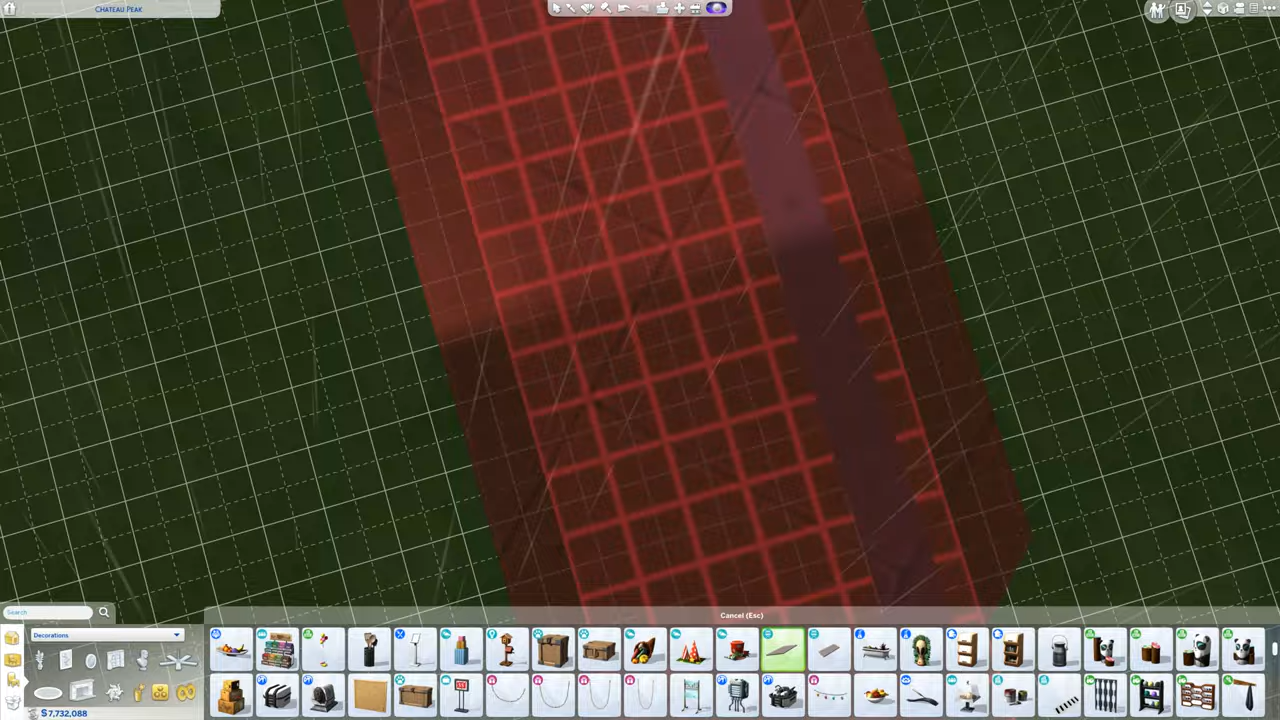 CHATEAU PEAK
Cancel (Esc)
Search
Decorations
$7,732,088